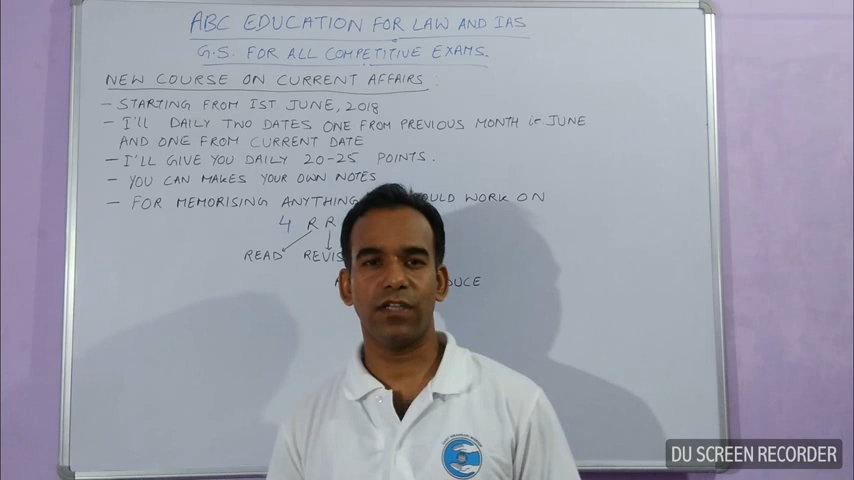 ABC EDUCATION FOR LAW AND IAS
G.S. FOR ALL COMPETITIVE EXAMS.
NEW COURSE ON CURRENT AFFAIRS :
- STARTING FROM IST JUNE, 2018
- I'LL DAILY TWO DATES ONE FROM PREVIOUS MONTH i.e JUNE
AND ONE FROM CURRENT DATE
- I'LL GIVE YOU DAILY 20-25 POINTS.
- YOU CAN MAKES YOUR OWN NOTES
- FOR MEMORISING ANYTHING WORK ON
4 R R
READ REVIS
DUCE
DU SCREEN RECORDER